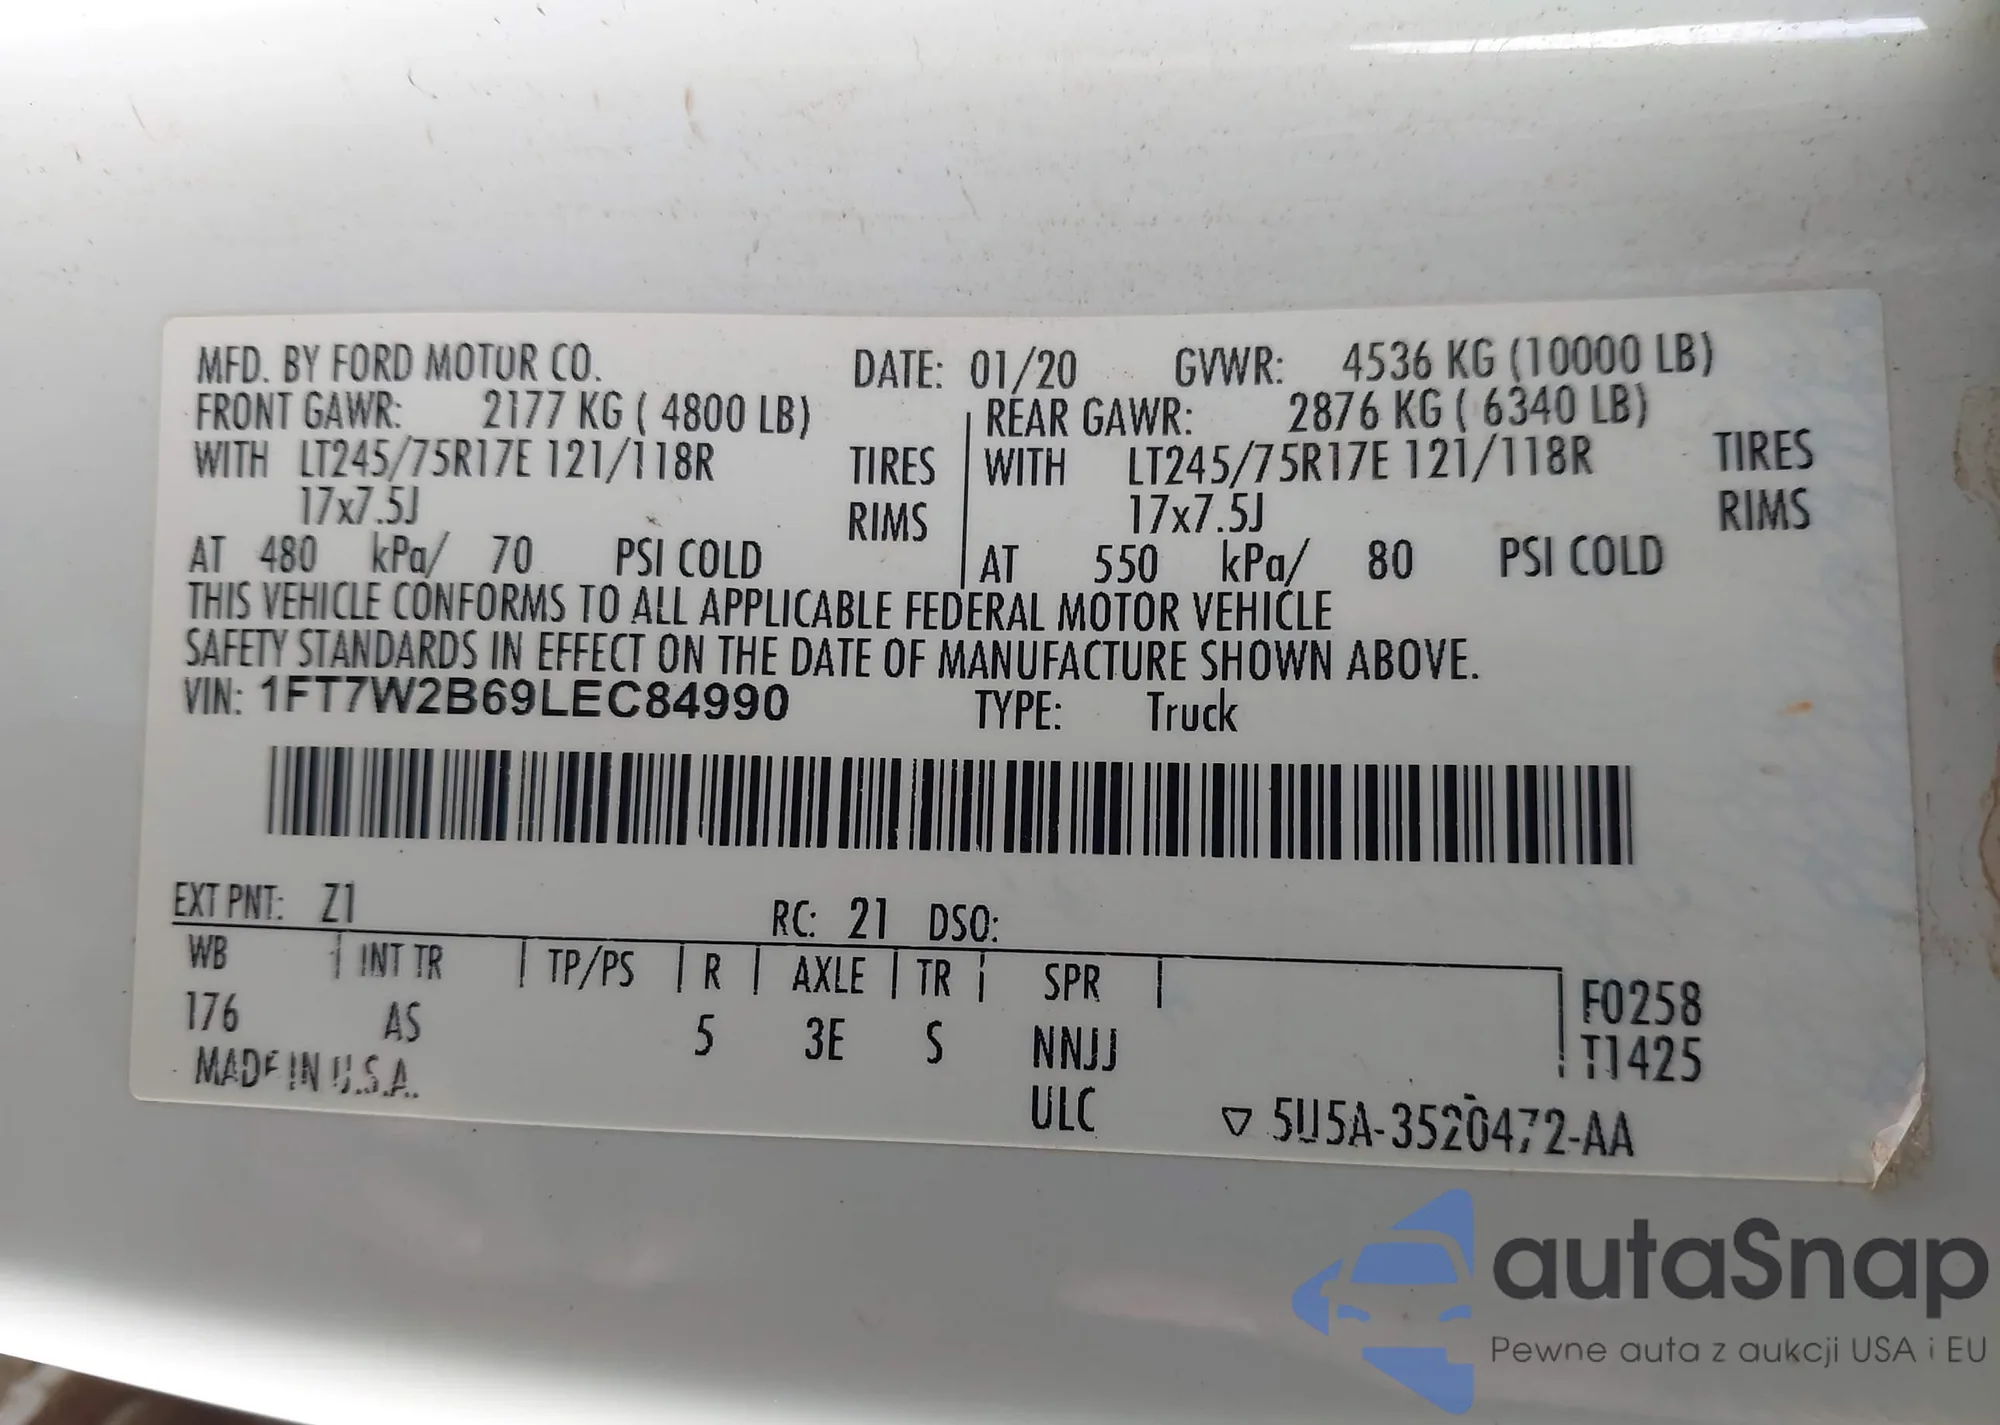 MFD. BY FORD MOTOR CO. DATE: 01/20 GVWR: 4536 KG (10000 LB)
FRONT GAWR: 2177 KG ( 4800 LB) REAR GAWR: 2876 KG ( 6340 LB)
WITH LT245/75R17E 121/118R TIRES WITH LT245/75R17E 121/118R TIRES
17x7.5J RIMS 17x7.5J RIMS
AT 480 kPa/ 70 PSI COLD AT 550 kPa/ 80 PSI COLD
THIS VEHICLE CONFORMS TO ALL APPLICABLE FEDERAL MOTOR VEHICLE
SAFETY STANDARDS IN EFFECT ON THE DATE OF MANUFACTURE SHOWN ABOVE.
VIN: 1FT7W2B69LEC84990 TYPE: Truck
EXT PNT: Z1 RC: 21 DSO:
WB INT TR TP/PS R AXLE TR SPR F0258
176 AS 5 3E S NNJJ T1425
MADE IN U.S.A. ULC 5U5A-3520472-AA
autaSnap
Pewne auta z aukcji USA i EU